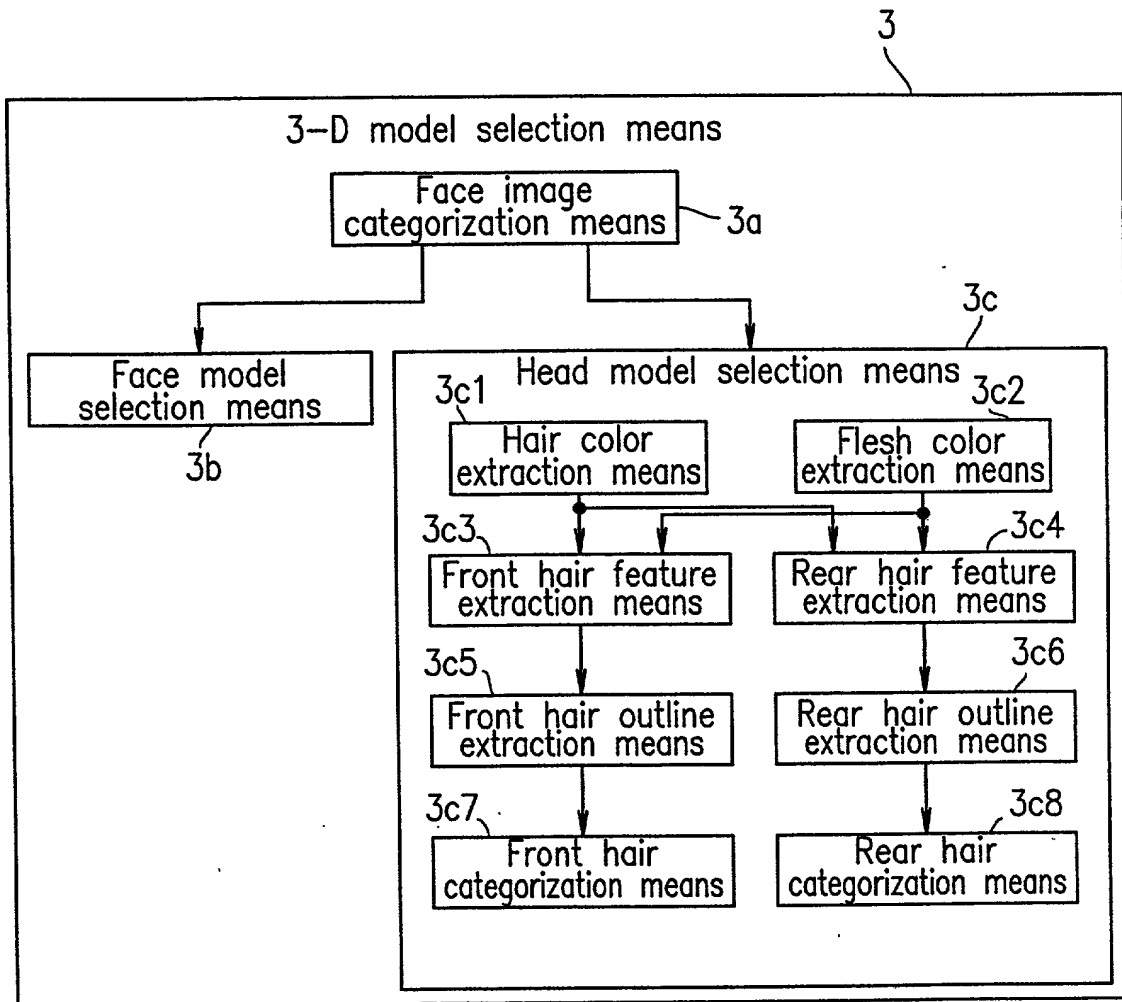 3
3-D model selection means
Face image
categorization means
3a
3c
Face model
selection means
3b
Head model selection means
3c1
3c2
Hair color
extraction means
Flesh color
extraction means
3c3
3c4
Front hair feature
extraction means
Rear hair feature
extraction means
3c5
3c6
Front hair outline
extraction means
Rear hair outline
extraction means
3c7
3c8
Front hair
categorization means
Rear hair
categorization means